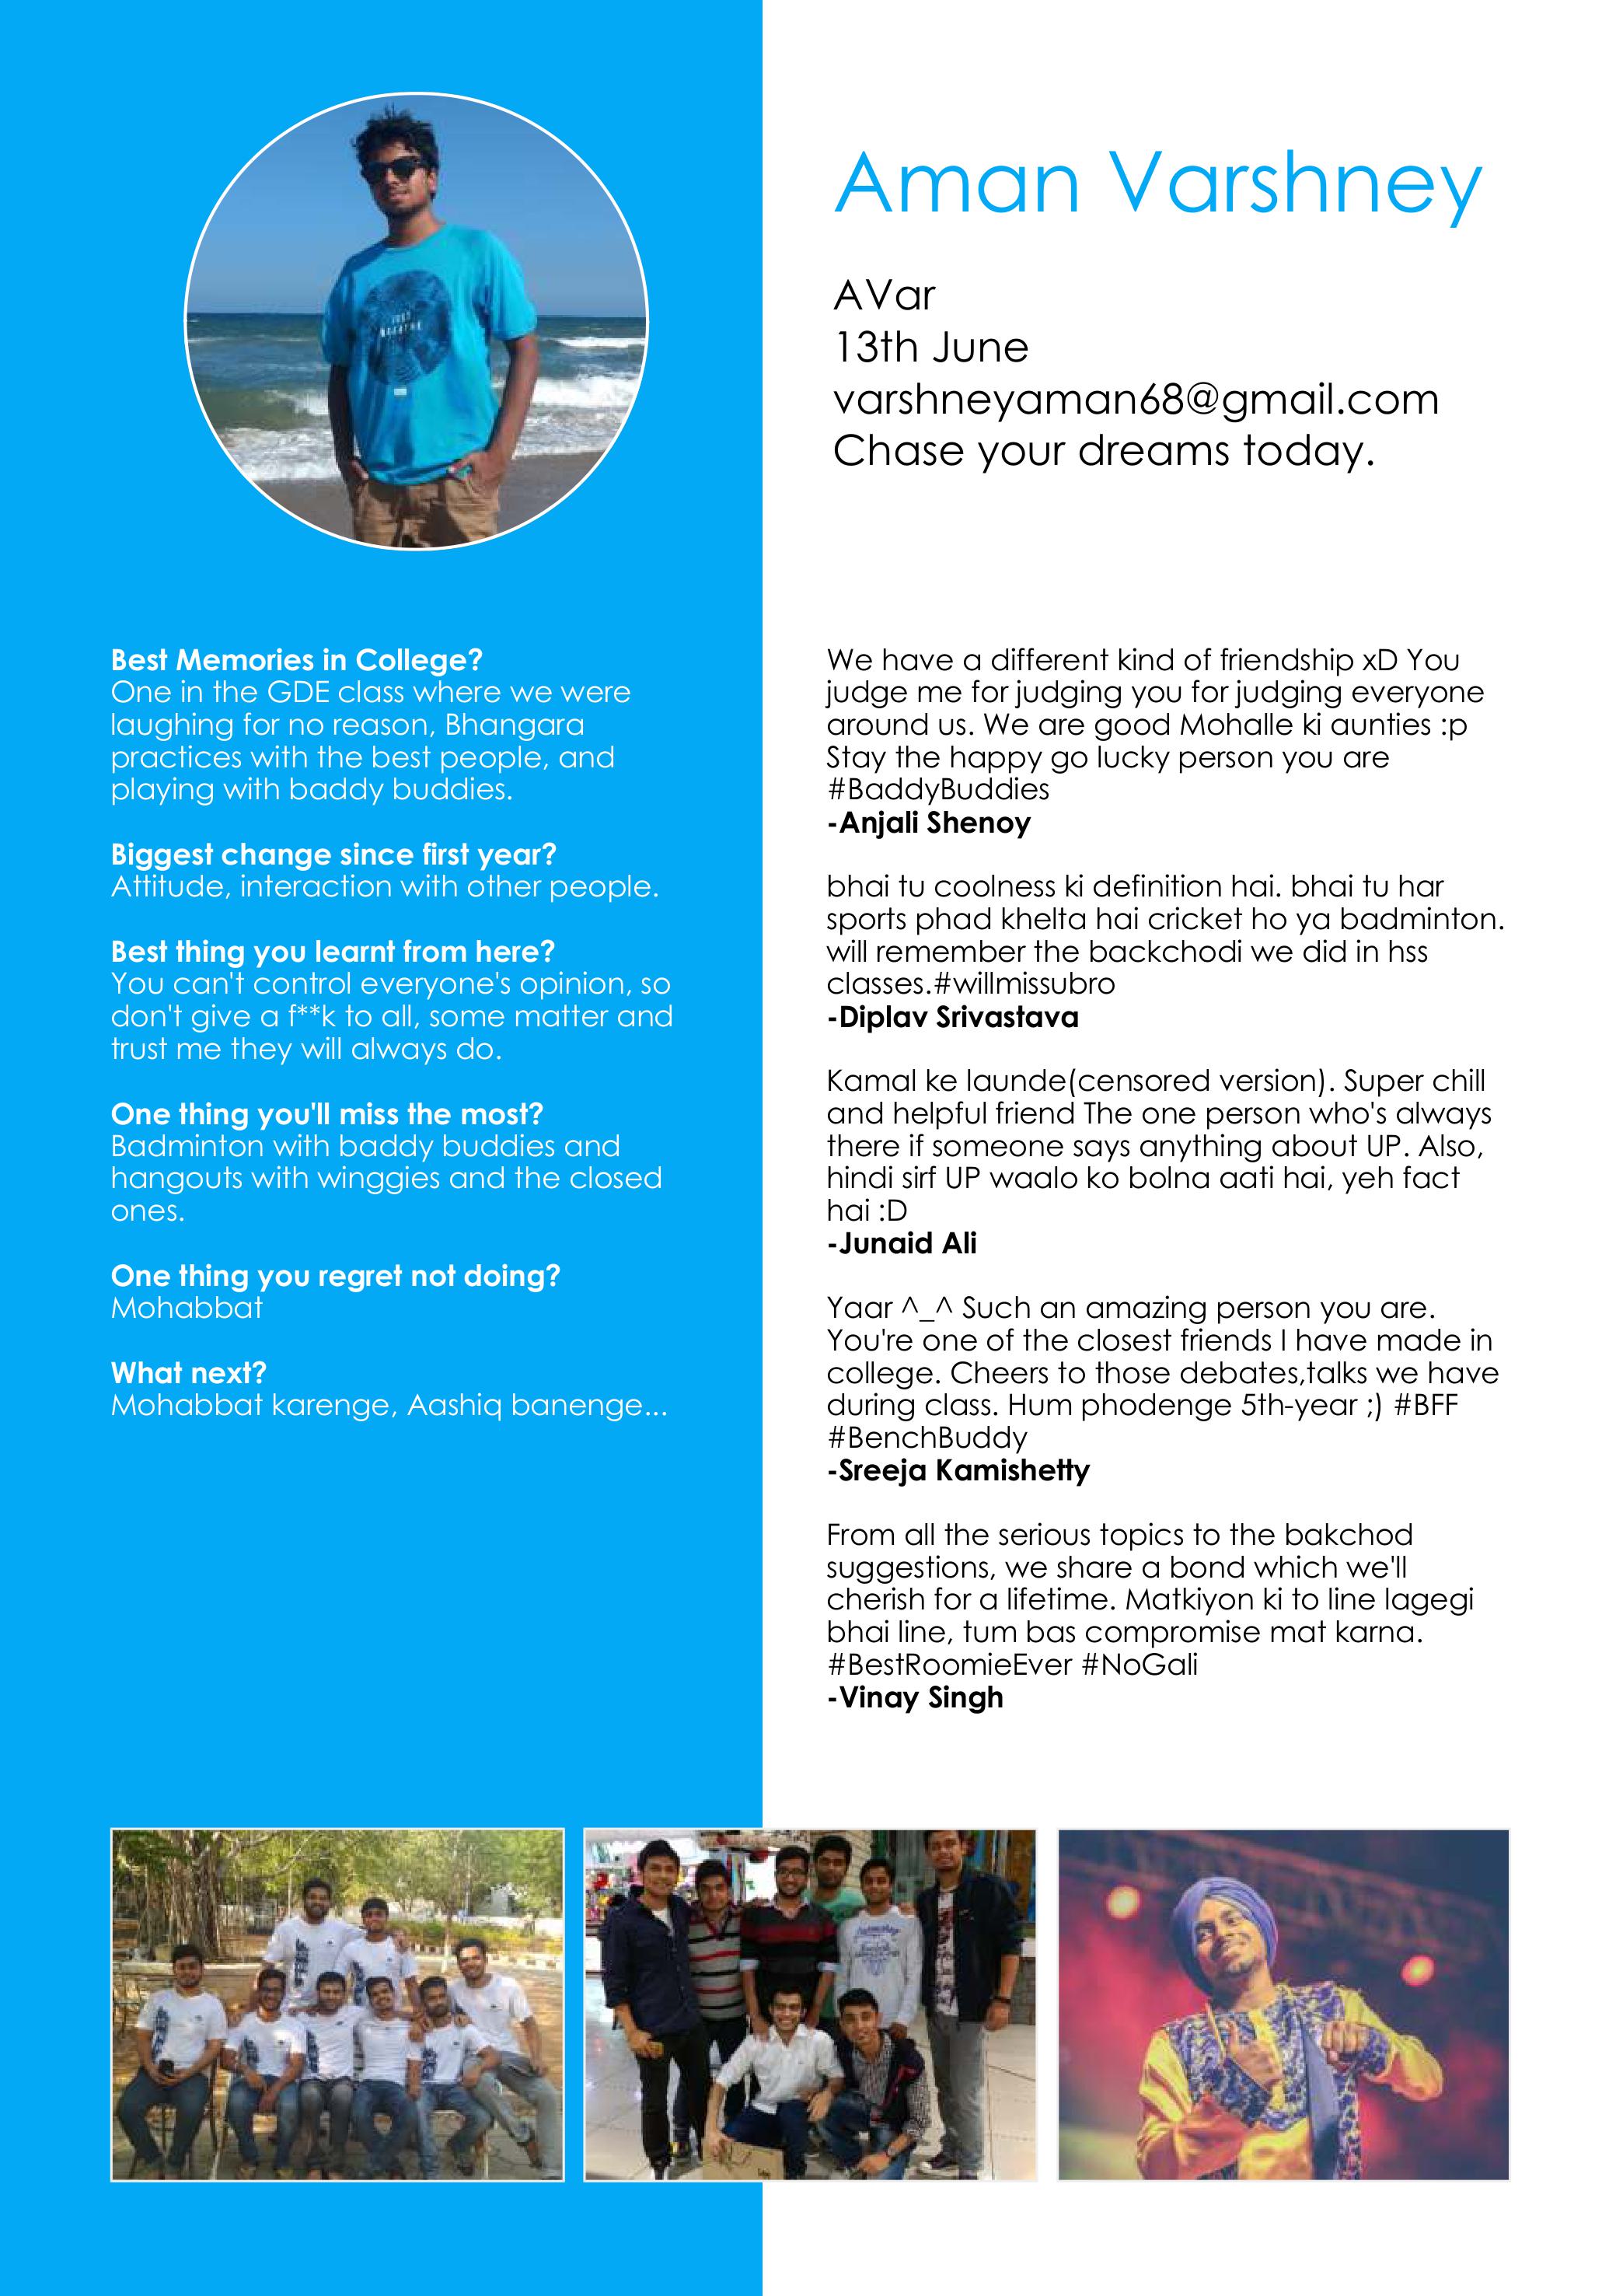 Aman Varshney
AVar
13th June
varshneyaman68@gmail.com
Chase your dreams today.
Best Memories in College?
One in the GDE class where we were
laughing for no reason, Bhangara
practices with the best people, and
playing with baddy buddies.
Biggest change since first year?
Attitude, interaction with other people.
Best thing you learnt from here?
You can't control everyone's opinion, so
don't give a f**k to all, some matter and
trust me they will always do.
One thing you'll miss the most?
Badminton with baddy buddies and
hangouts with winggies and the closed
ones.
One thing you regret not doing?
Mohabbat
What next?
Mohabbat karenge, Aashiq banenge...
We have a different kind of friendship xD You
judge me for judging you for judging everyone
around us. We are good Mohalle ki aunties :p
Stay the happy go lucky person you are
#BaddyBuddies
-Anjali Shenoy
bhai tu coolness ki definition hai. bhai tu har
sports phad khelta hai cricket ho ya badminton.
will remember the backchodi we did in hss
classes.#willmissubro
-Diplav Srivastava
Kamal ke launde(censored version). Super chill
and helpful friend The one person who's always
there if someone says anything about UP. Also,
hindi sirf UP waalo ko bolna aati hai, yeh fact
hai :D
-Junaid Ali
Yaar ^_^ Such an amazing person you are.
You're one of the closest friends I have made in
college. Cheers to those debates,talks we have
during class. Hum phodenge 5th-year ;) #BFF
#BenchBuddy
-Sreeja Kamishetty
From all the serious topics to the bakchod
suggestions, we share a bond which we'll
cherish for a lifetime. Matkiyon ki to line lagegi
bhai line, tum bas compromise mat karna.
#BestRoomieEver #NoGali
-Vinay Singh